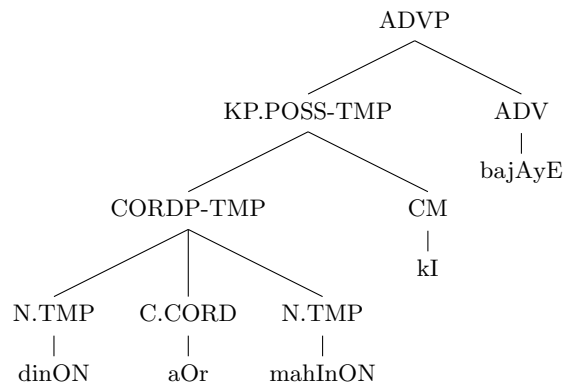 ADVP
KP.POSS-TMP ADV
bajAyE
CORDP-TMP CM
kI
N.TMP C.CORD N.TMP
dinON aOr mahInON